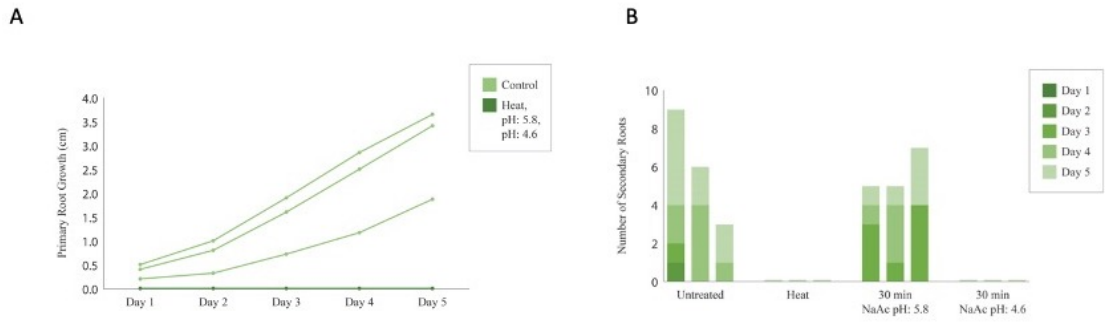 A
Primary Root Growth (cm)
4.0
3.5
3.0
2.5
2.0
1.5
1.0
0.5
0.0
Day 1 Day 2 Day 3 Day 4 Day 5
Control
Heat,
pH: 5.8,
pH: 4.6
B
Number of Secondary Roots
10
8
6
4
2
0
Untreated
Heat
30 min
NaAc pH: 5.8
30 min
NaAc pH: 4.6
Day 1
Day 2
Day 3
Day 4
Day 5